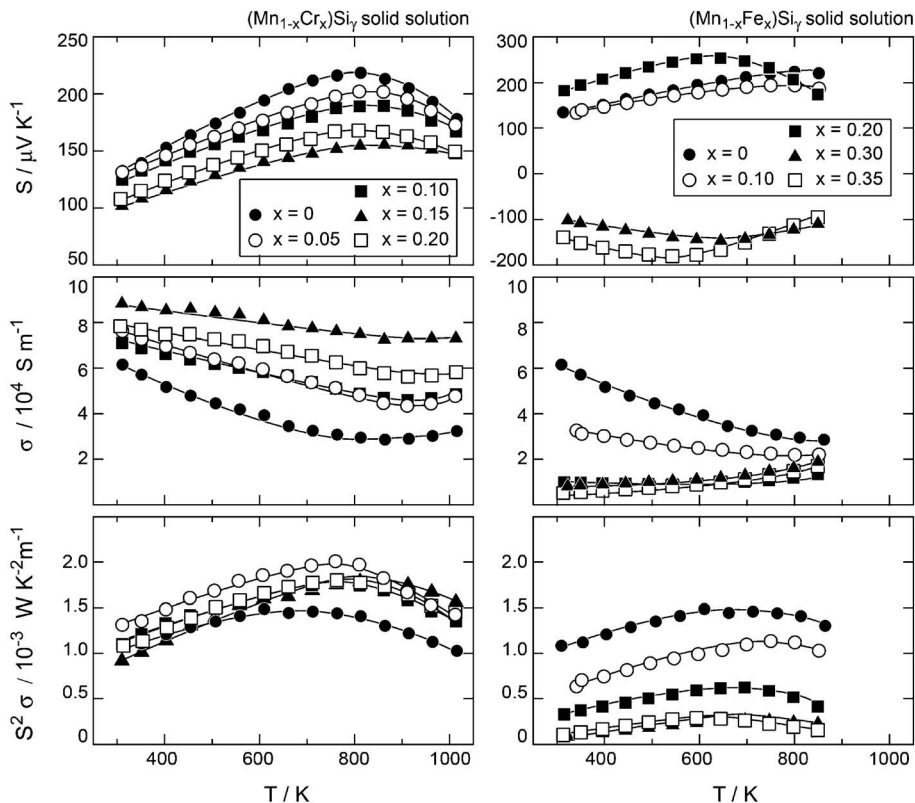 (Mn1-xCrx)Siγ solid solution
(Mn1-xFex)Siγ solid solution
S / μV K-1
250
200
150
100
50
x = 0
x = 0.05
x = 0.10
x = 0.15
x = 0.20
300
200
100
0
-100
-200
x = 0
x = 0.10
x = 0.20
x = 0.30
x = 0.35
σ / 10^4 S m-1
10
8
6
4
2
10
8
6
4
2
S2 σ / 10-3 W K-2m-1
2.0
1.5
1.0
0.5
0
2.0
1.5
1.0
0.5
0
400 600 800 1000
400 600 800 1000
T / K
T / K